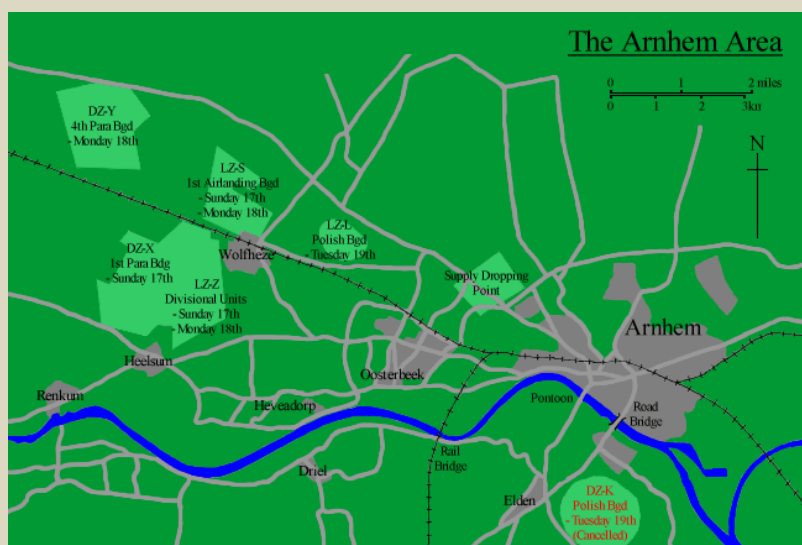 The Arnhem Area
0 1 2 miles
0 1 2 3km
N
DZ-Y
4th Para Bgd
- Monday 18th
LZ-S
1st Airlanding Bgd
- Sunday 17th
- Monday 18th
LZ-L
Polish Bgd
- Tuesday 19th
Wolfheze
DZ-X
1st Para Bdg
- Sunday 17th
LZ-Z
Divisional Units
- Sunday 17th
- Monday 18th
Supply Dropping
Point
Arnhem
Heelsum
Oosterbeek
Renkum
Heveadorp
Pontoon
Road
Bridge
Driel
Rail
Bridge
Elden
DZ-K
Polish Bgd
- Tuesday 19th
(Cancelled)